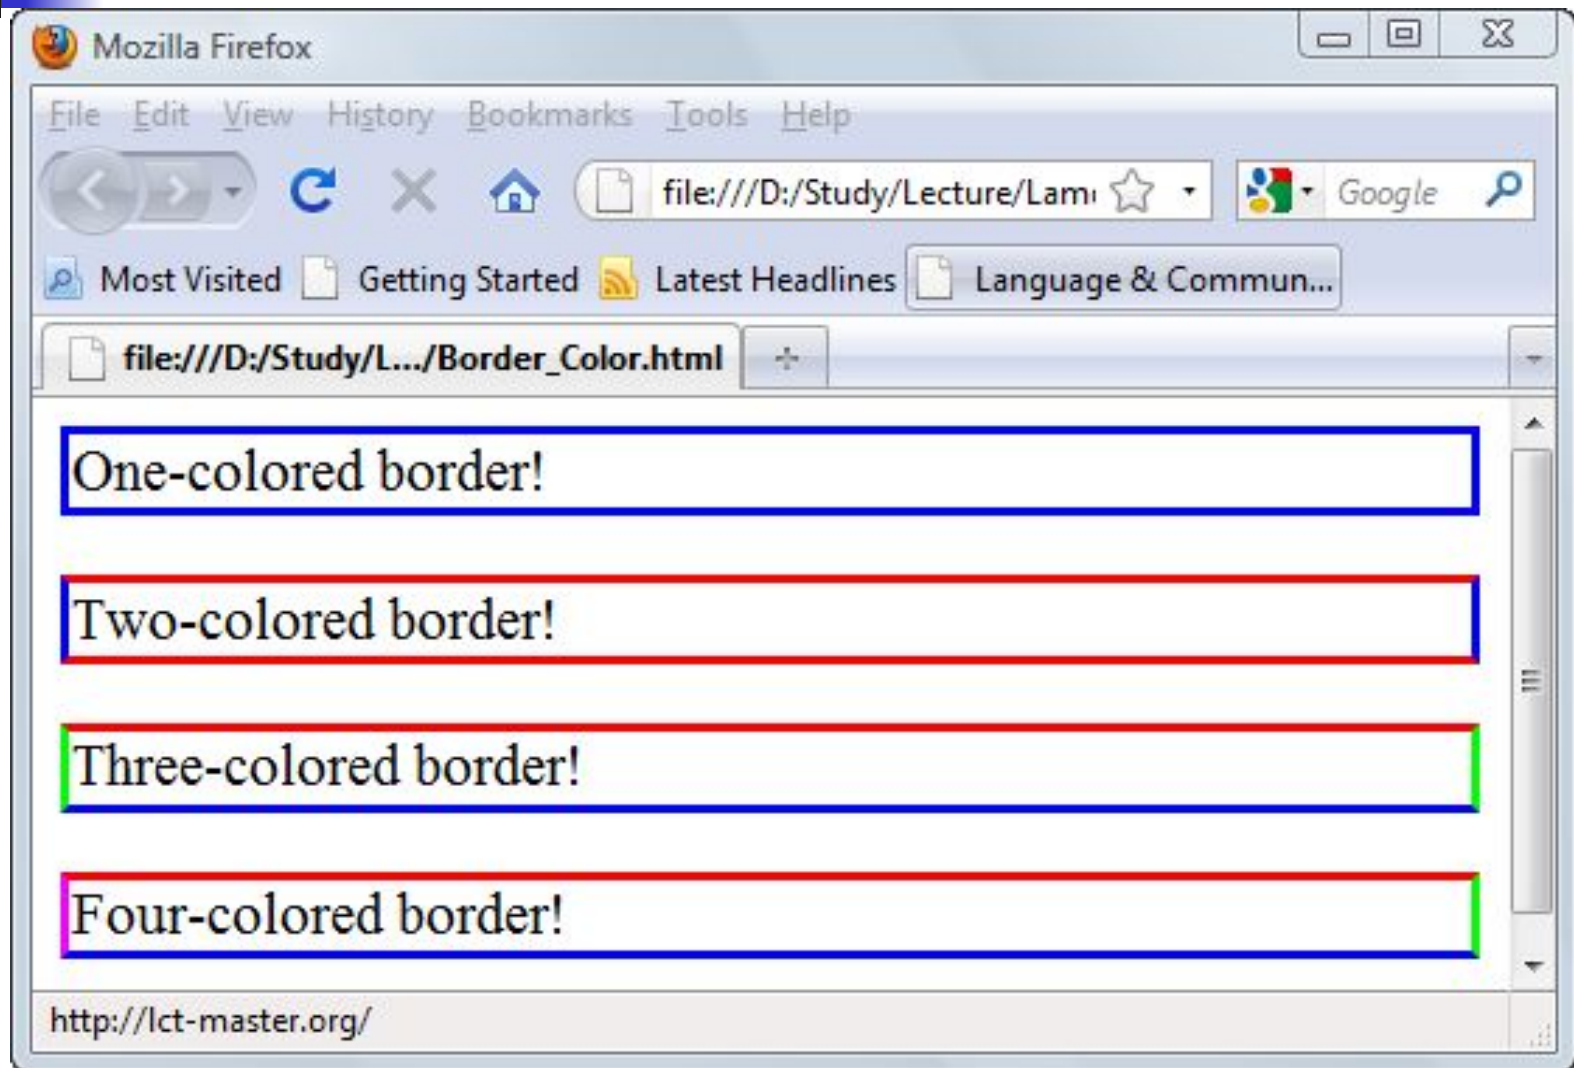 Mozilla Firefox
File Edit View History Bookmarks Tools Help
file:///D:/Study/Lecture/Lam Google
Most Visited Getting Started Latest Headlines Language & Commun...
file:///D:/Study/L.../Border_Color.html
One-colored border!
Two-colored border!
Three-colored border!
Four-colored border!
http://lct-master.org/